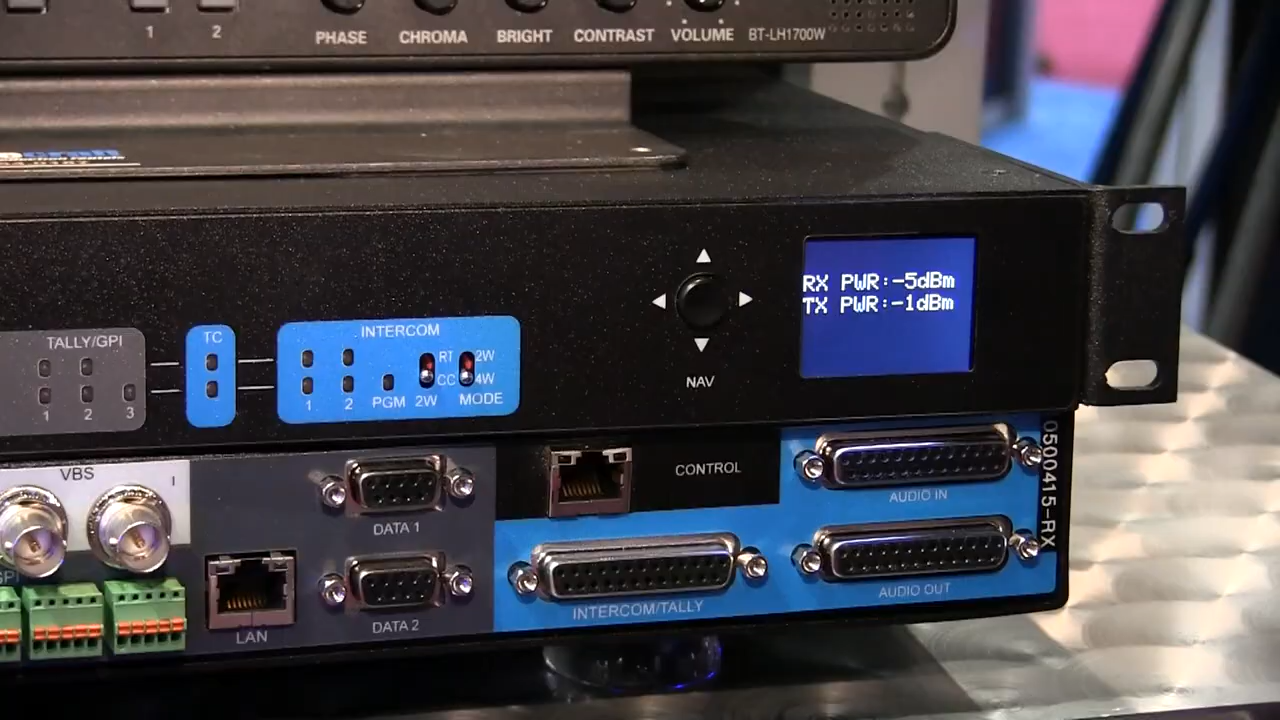 1 2 PHASE CHROMA BRIGHT CONTRAST VOLUME BT-LH1700W
RX PWR:-5dBm
TX PWR:-1dBm
TALLY/GPI
1 2 3
TC
INTERCOM
RT 2W
CC 4W
1 2 PGM 2W MODE
NAV
VBS
I
DATA 1
DATA 2
LAN
CONTROL
INTERCOM/TALLY
AUDIO IN
AUDIO OUT
0500415-RX